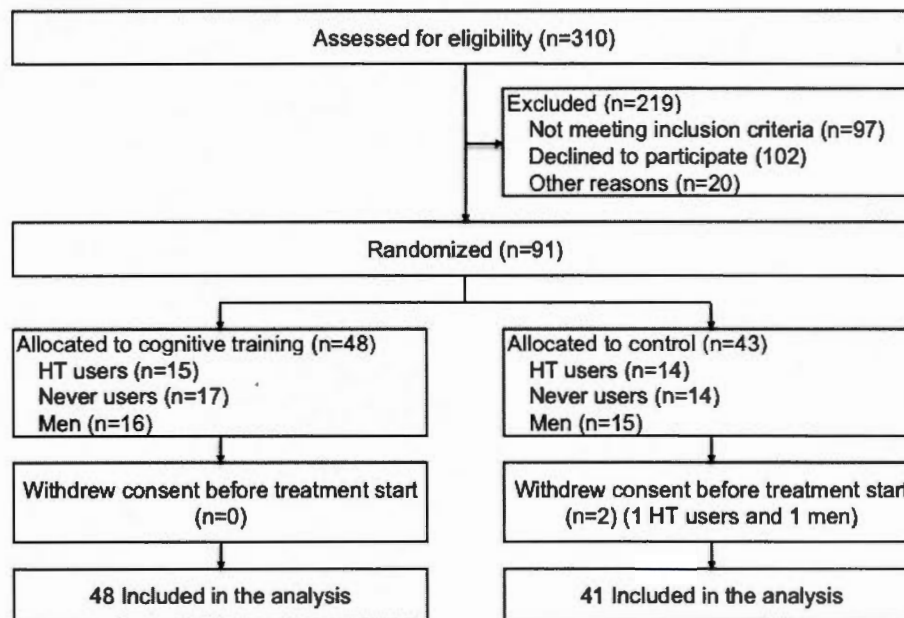 Assessed for eligibility (n=310)
Excluded (n=219)
Not meeting inclusion criteria (n=97)
Declined to participate (102)
Other reasons (n=20)
Randomized (n=91)
Allocated to cognitive training (n=48)
HT users (n=15)
Never users (n=17)
Men (n=16)
Allocated to control (n=43)
HT users (n=14)
Never users (n=14)
Men (n=15)
Withdrew consent before treatment start
(n=0)
Withdrew consent before treatment start
(n=2) (1 HT users and 1 men)
48 Included in the analysis
41 Included in the analysis